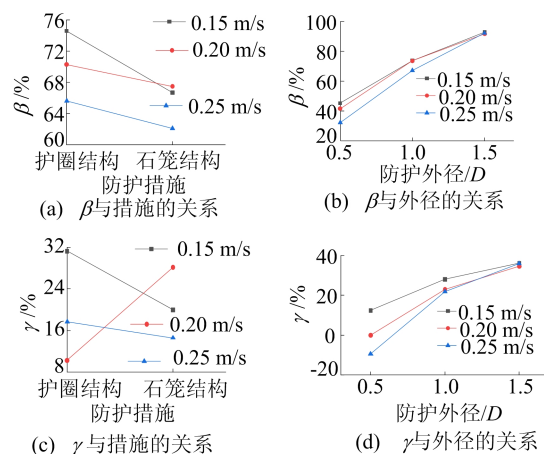 76
72
68
64
60
β/%
0.15 m/s
0.20 m/s
0.25 m/s
护圈结构 石笼结构
防护措施
(a) β与措施的关系
100
80
60
40
20
β/%
0.15 m/s
0.20 m/s
0.25 m/s
0.5 1.0 1.5
防护外径/D
(b) β与外径的关系
32
24
16
8
γ/%
0.15 m/s
0.20 m/s
0.25 m/s
护圈结构 石笼结构
防护措施
(c) γ与措施的关系
40
20
0
-20
γ/%
0.15 m/s
0.20 m/s
0.25 m/s
0.5 1.0 1.5
防护外径/D
(d) γ与外径的关系